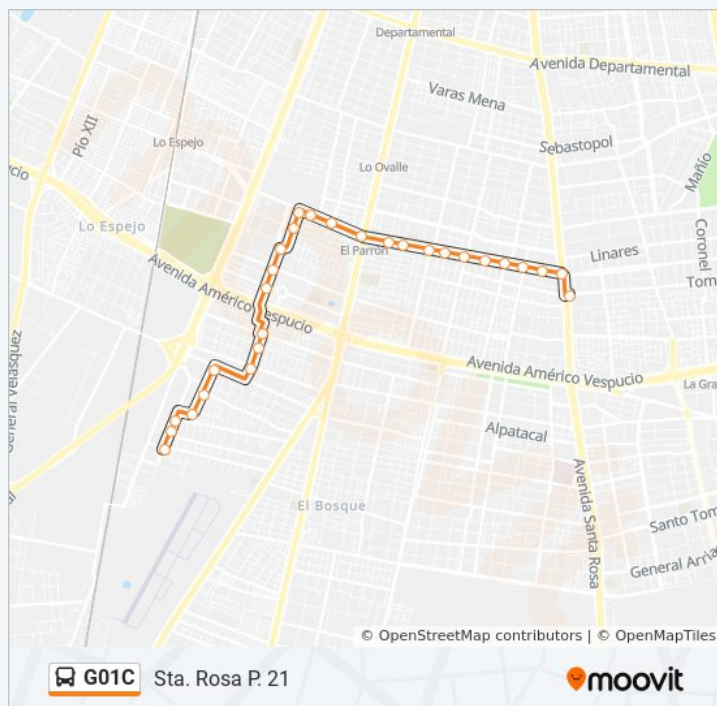 Departamental
Avenida Departamental
Varas Mena
Pío XII
Lo Espejo
Sebastopol
Mañío
Lo Ovalle
Lo Espejo
Coronel
Linares
El Parrón
Tom
Avenida Américo Vespucio
General Velásquez
Avenida Américo Vespucio
La Gra
Alpatacal
El Bosque
Avenida Santa Rosa
Santo Tom
General Arria
© OpenStreetMap contributors | © OpenMapTiles
G01C Sta. Rosa P. 21 moovit